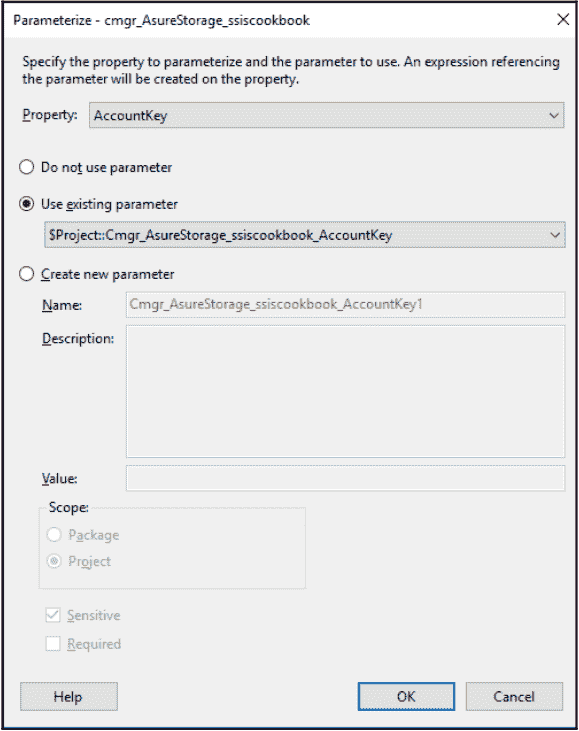 Parameterize - cmgr_AsureStorage_ssiscookbook
Specify the property to parameterize and the parameter to use. An expression referencing
the parameter will be created on the property.
Property: AccountKey
Do not use parameter
Use existing parameter
$Project::Cmgr_AsureStorage_ssiscookbook_AccountKey
Create new parameter
Name: Cmgr_AsureStorage_ssiscookbook_AccountKey1
Description:
Value:
Scope:
Package
Project
Sensitive
Required
Help OK Cancel